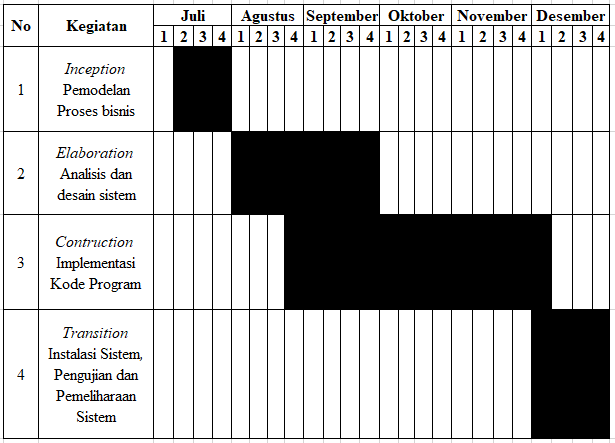 No Kegiatan Juli Agustus September Oktober November Desember
1 2 3 4 1 2 3 4 1 2 3 4 1 2 3 4 1 2 3 4 1 2 3 4
1
Inception
Pemodelan
Proses bisnis
2
Elaboration
Analisis dan
desain sistem
3
Contruction
Implementasi
Kode Program
4
Transition
Instalasi Sistem,
Pengujian dan
Pemeliharaan
Sistem